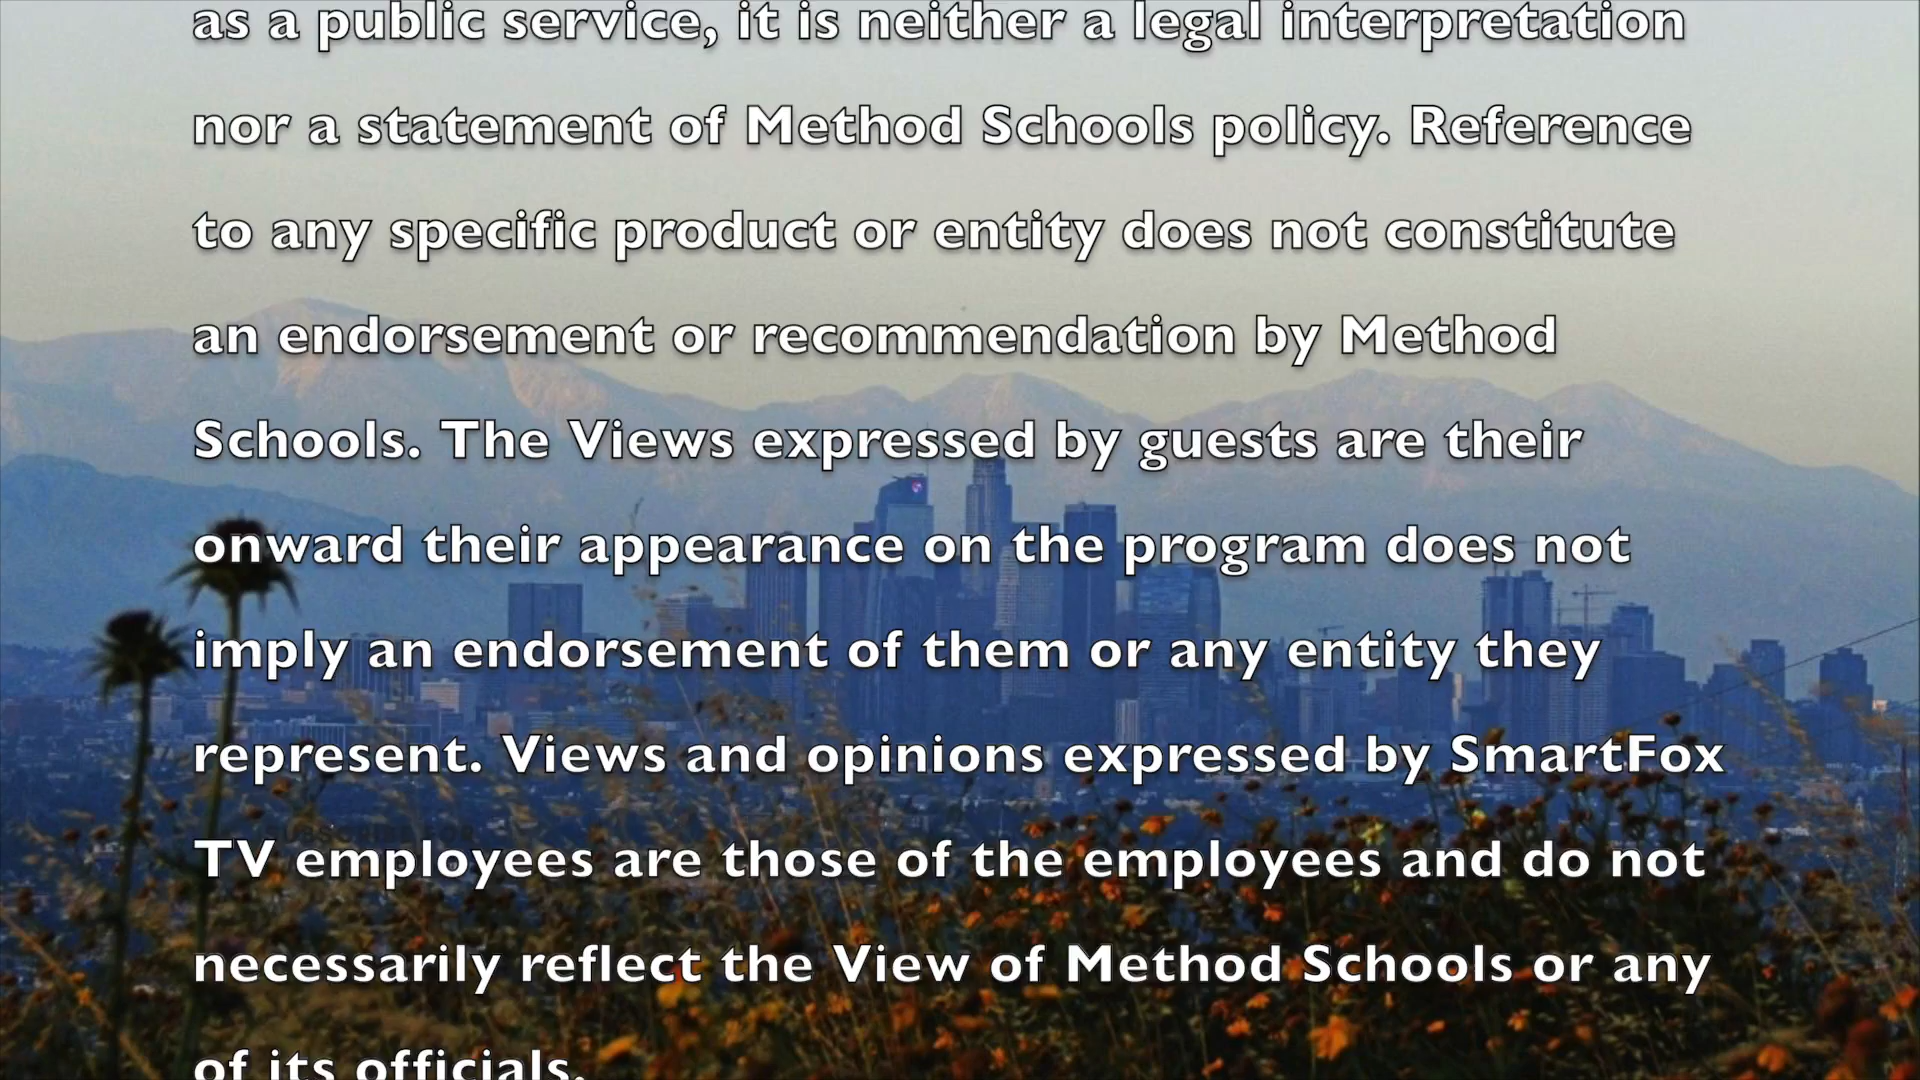 as a public service, it is neither a legal interpretation
nor a statement of Method Schools policy. Reference
to any specific product or entity does not constitute
an endorsement or recommendation by Method
Schools. The Views expressed by guests are their
onward their appearance on the program does not
imply an endorsement of them or any entity they
represent. Views and opinions expressed by SmartFox
TV employees are those of the employees and do not
necessarily reflect the View of Method Schools or any
of its officials.